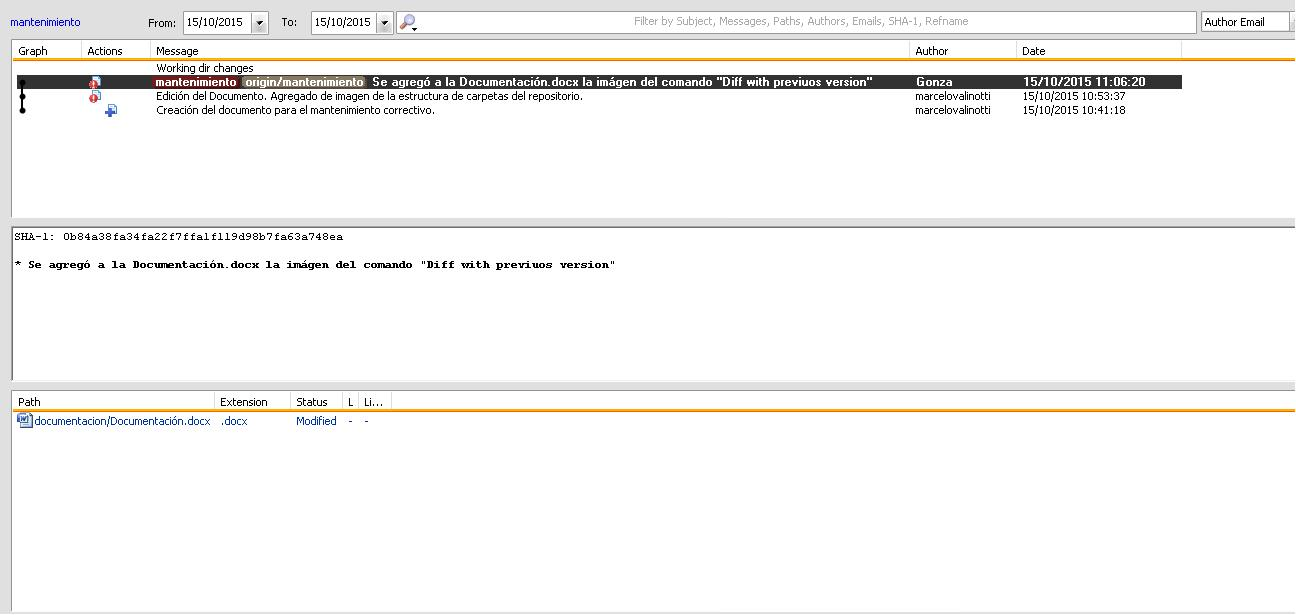 mantenimiento From: 15/10/2015 To: 15/10/2015 Filter by Subject, Messages, Paths, Authors, Emails, SHA-1, Refname Author Email
Graph Actions Message Author Date
Working dir changes
mantenimiento origin/mantenimiento Se agregó a la Documentación.docx la imágen del comando "Diff with previuos version" Gonza 15/10/2015 11:06:20
Edición del Documento. Agregado de imagen de la estructura de carpetas del repositorio. marcelovalinotti 15/10/2015 10:53:37
Creación del documento para el mantenimiento correctivo. marcelovalinotti 15/10/2015 10:41:18
SHA-1: 0b84a38fa34fa22f7ffa1f119d98b7fa63a748ea
* Se agregó a la Documentación.docx la imágen del comando "Diff with previuos version"
Path Extension Status L Li...
documentacion/Documentación.docx .docx Modified - -